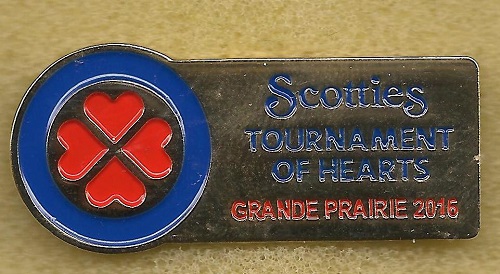 Scotties
TOURNAMENT
OF HEARTS
GRANDE PRAIRIE 2016